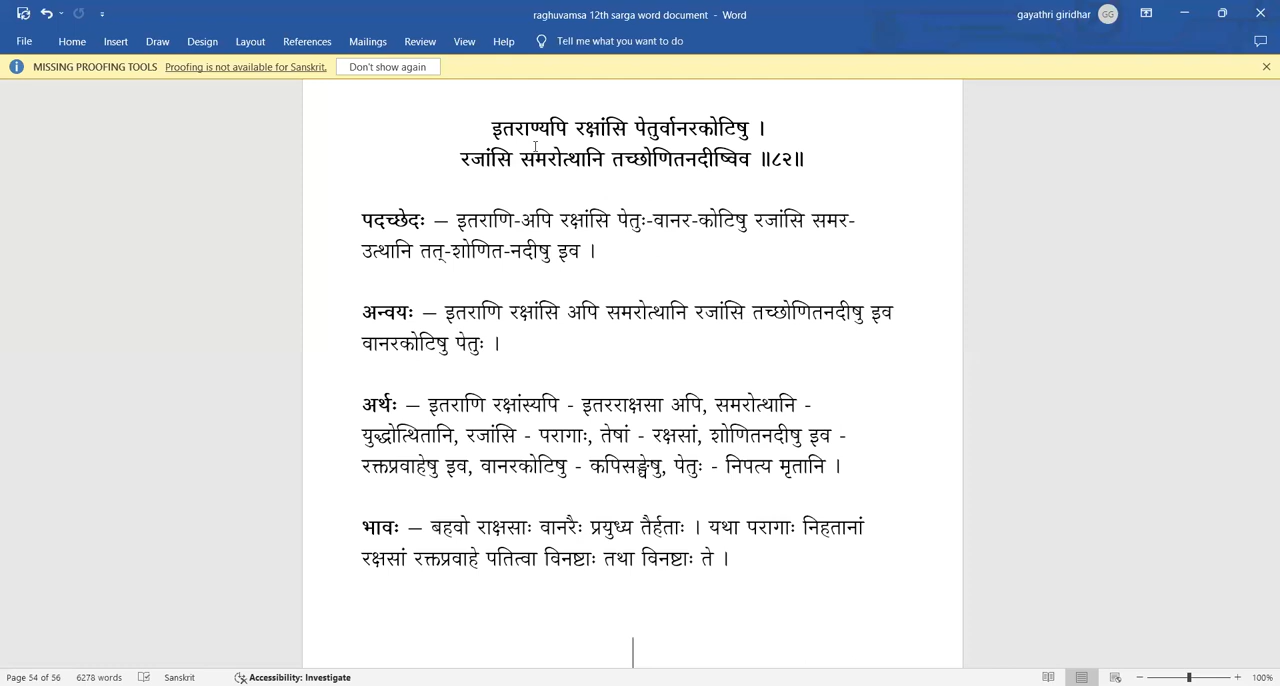 raghuvamsa 12th sarga word document - Word
gayathri giridhar GG
File Home Insert Draw Design Layout References Mailings Review View Help Tell me what you want to do
MISSING PROOFING TOOLS Proofing is not available for Sanskrit. Don't show again
इतराण्यपि रक्षांसि पेतुर्वानरकोटिषु ।
रजांसि समरोत्थानि तच्छोणितनदीष्विव ॥८२॥
पदच्छेदः – इतराणि-अपि रक्षांसि पेतुः-वानर-कोटिषु रजांसि समर-
उत्थानि तत्-शोणित-नदीषु इव ।
अन्वयः – इतराणि रक्षांसि अपि समरोत्थानि रजांसि तच्छोणितनदीषु इव
वानरकोटिषु पेतुः ।
अर्थः – इतराणि रक्षांस्यपि - इतरराक्षसा अपि, समरोत्थानि -
युद्धोत्थितानि, रजांसि - परागाः, तेषां - रक्षसां, शोणितनदीषु इव -
रक्तप्रवाहेषु इव, वानरकोटिषु - कपिसङ्घेषु, पेतुः - निपत्य मृतानि ।
भावः – बहवो राक्षसाः वानरैः प्रयुध्य तैर्हताः । यथा परागाः निहतानां
रक्षसां रक्तप्रवाहे पतित्वा विनष्टाः तथा विनष्टाः ते ।
Page 54 of 56 6278 words Sanskrit Accessibility: Investigate 100%